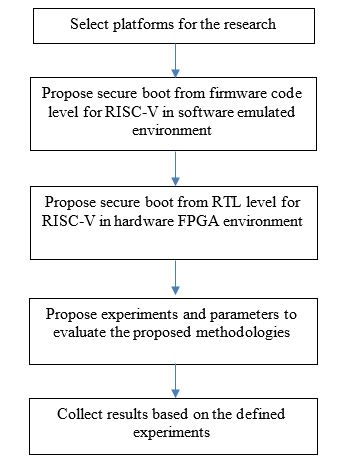 Select platforms for the research
Propose secure boot from firmware code
level for RISC-V in software emulated
environment
Propose secure boot from RTL level for
RISC-V in hardware FPGA environment
Propose experiments and parameters to
evaluate the proposed methodologies
Collect results based on the defined
experiments